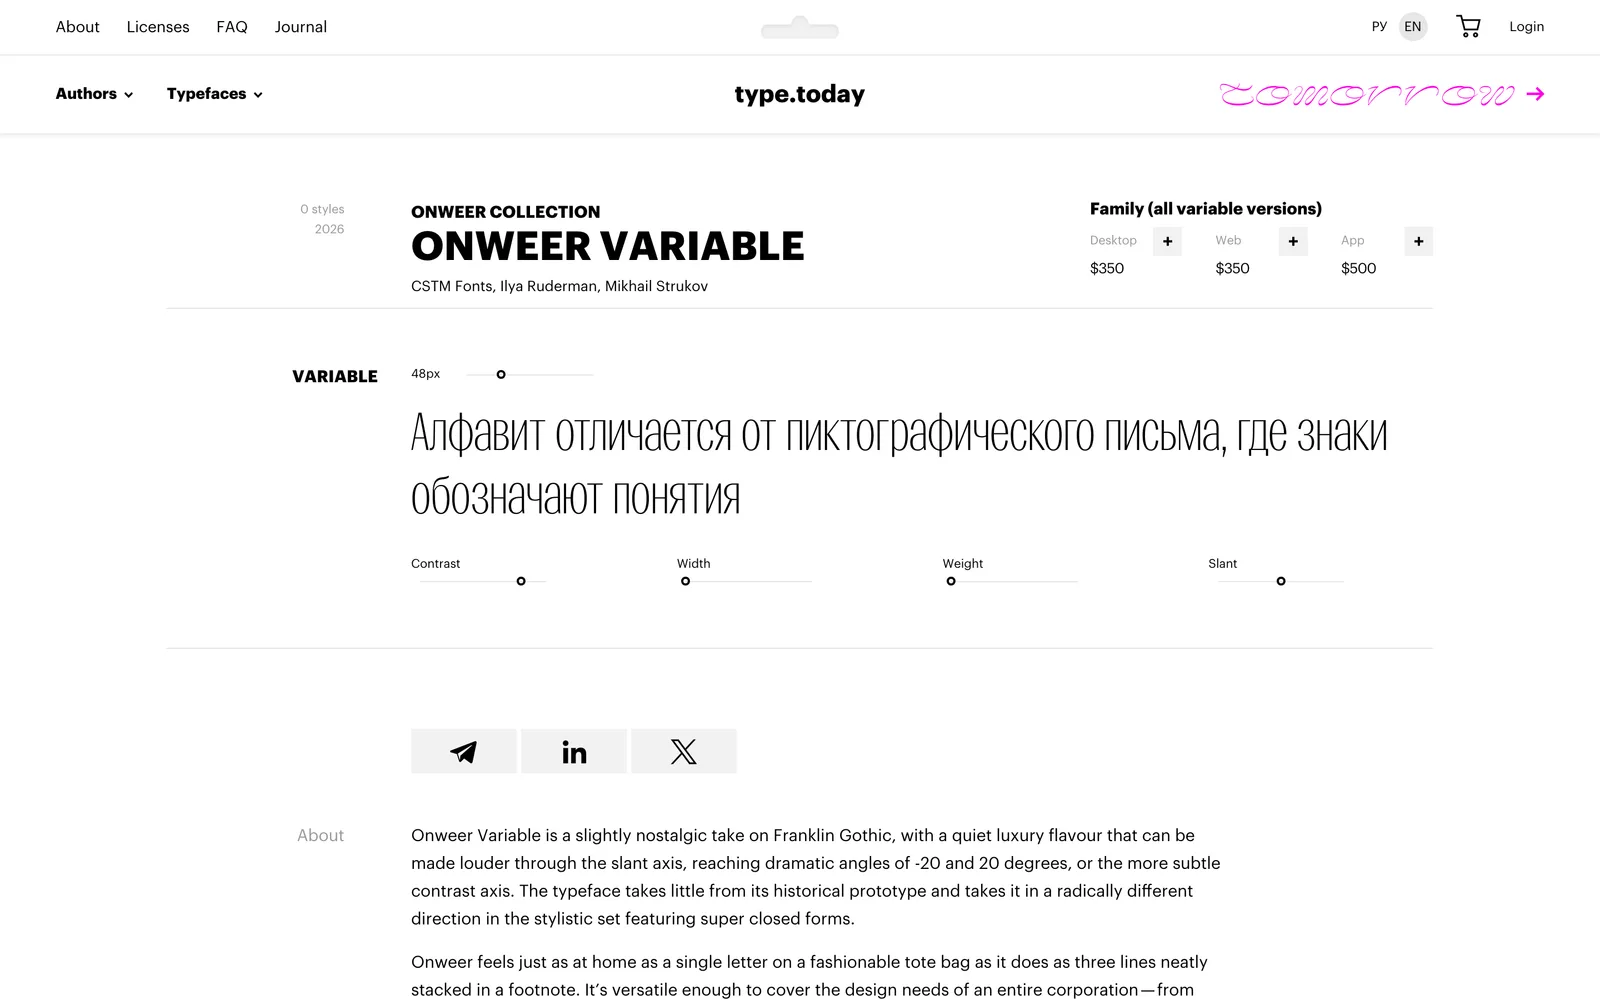 About Licenses FAQ Journal
РУ EN Login
Authors Typefaces
type.today
tomorrow →
0 styles
2026
ONWEER COLLECTION
ONWEER VARIABLE
CSTM Fonts, Ilya Ruderman, Mikhail Strukov
Family (all variable versions)
Desktop + Web + App +
$350 $350 $500
VARIABLE
48px
Алфавит отличается от пиктографического письма, где знаки
обозначают понятия
Contrast Width Weight Slant
in X
About
Onweer Variable is a slightly nostalgic take on Franklin Gothic, with a quiet luxury flavour that can be
made louder through the slant axis, reaching dramatic angles of -20 and 20 degrees, or the more subtle
contrast axis. The typeface takes little from its historical prototype and takes it in a radically different
direction in the stylistic set featuring super closed forms.
Onweer feels just as at home as a single letter on a fashionable tote bag as it does as three lines neatly
stacked in a footnote. It’s versatile enough to cover the design needs of an entire corporation — from